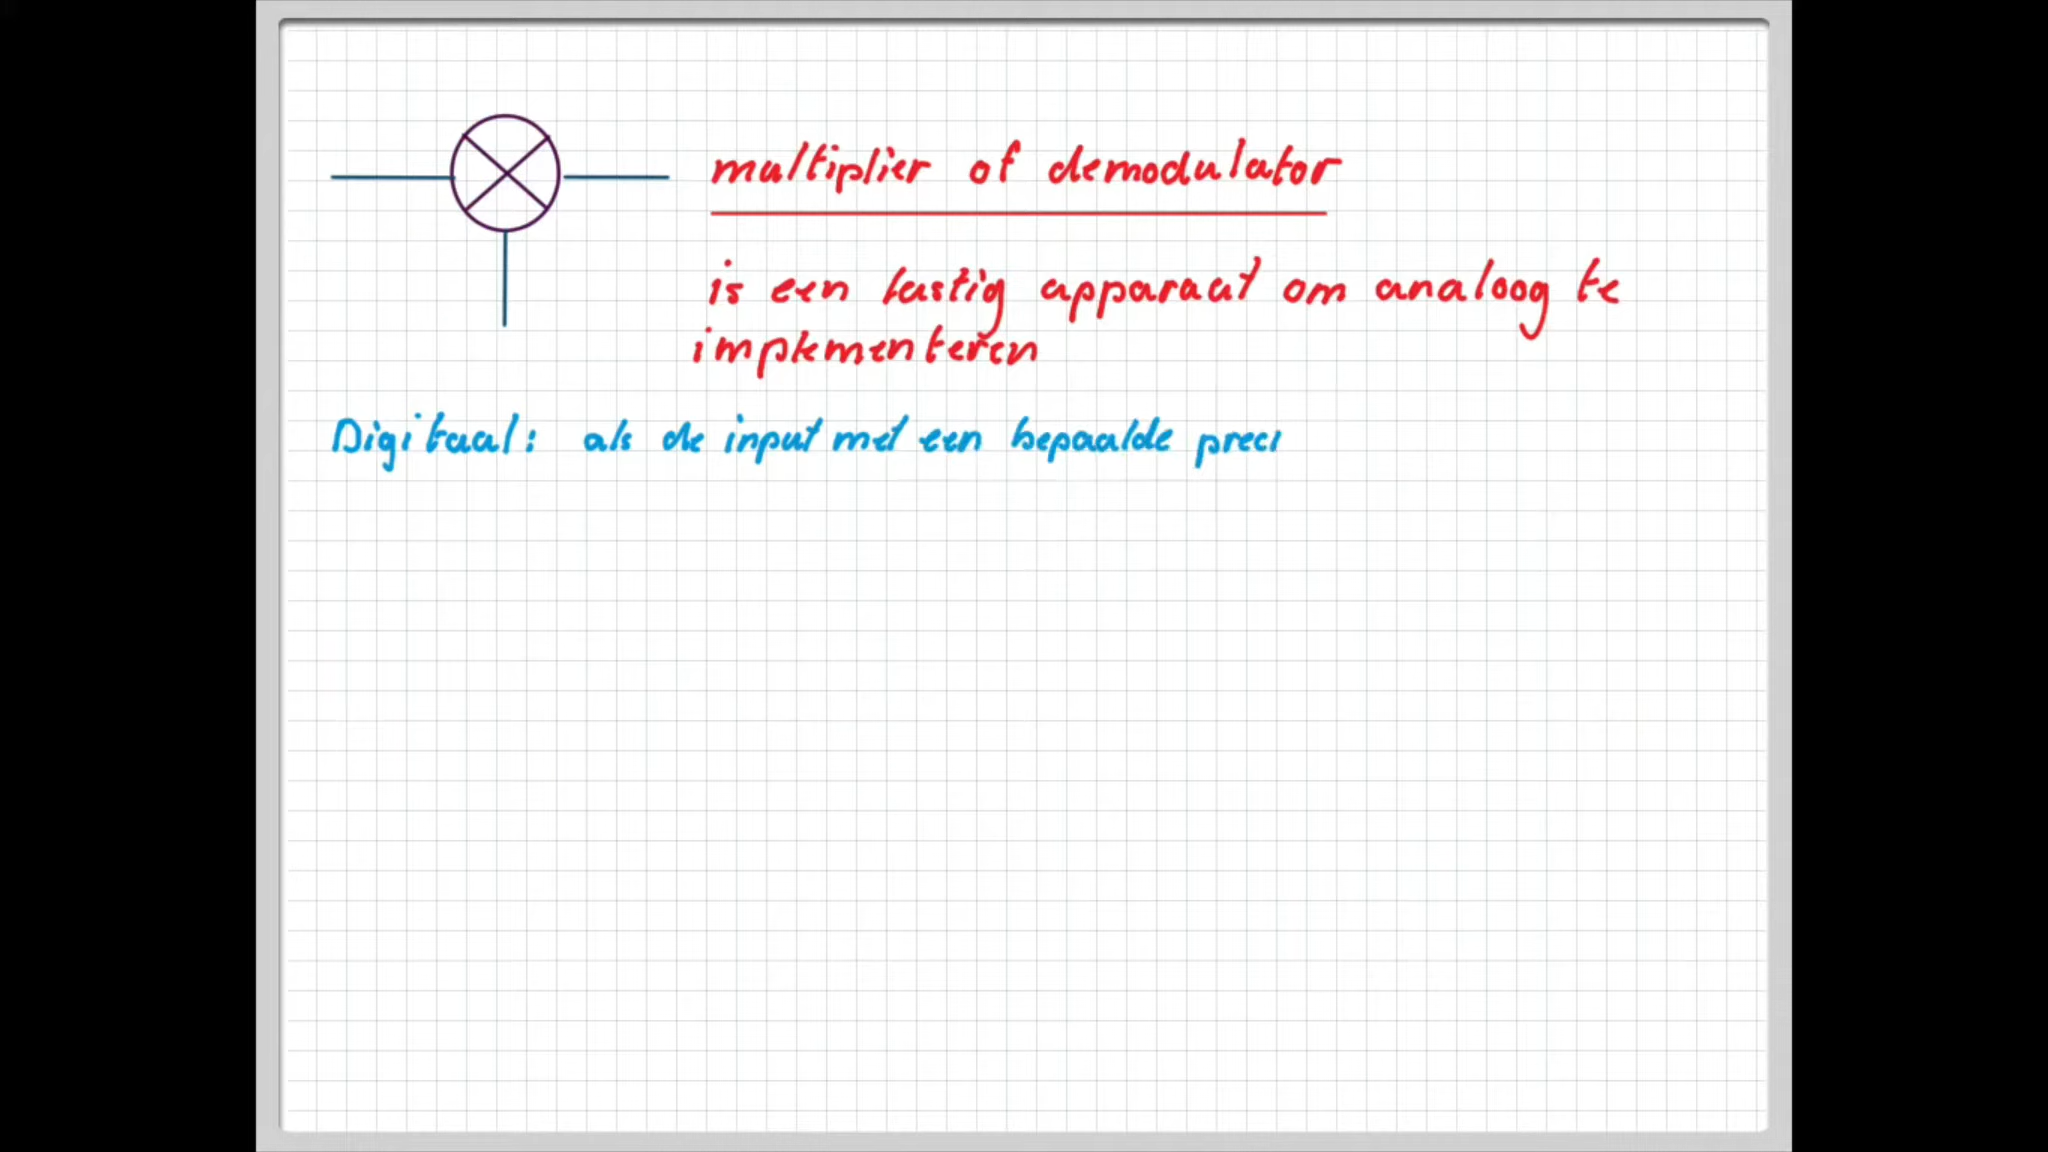 multiplier of demodulator
is een lastig apparaat om analoog te
implementeren
Digitaal: als de input met een bepaalde preci